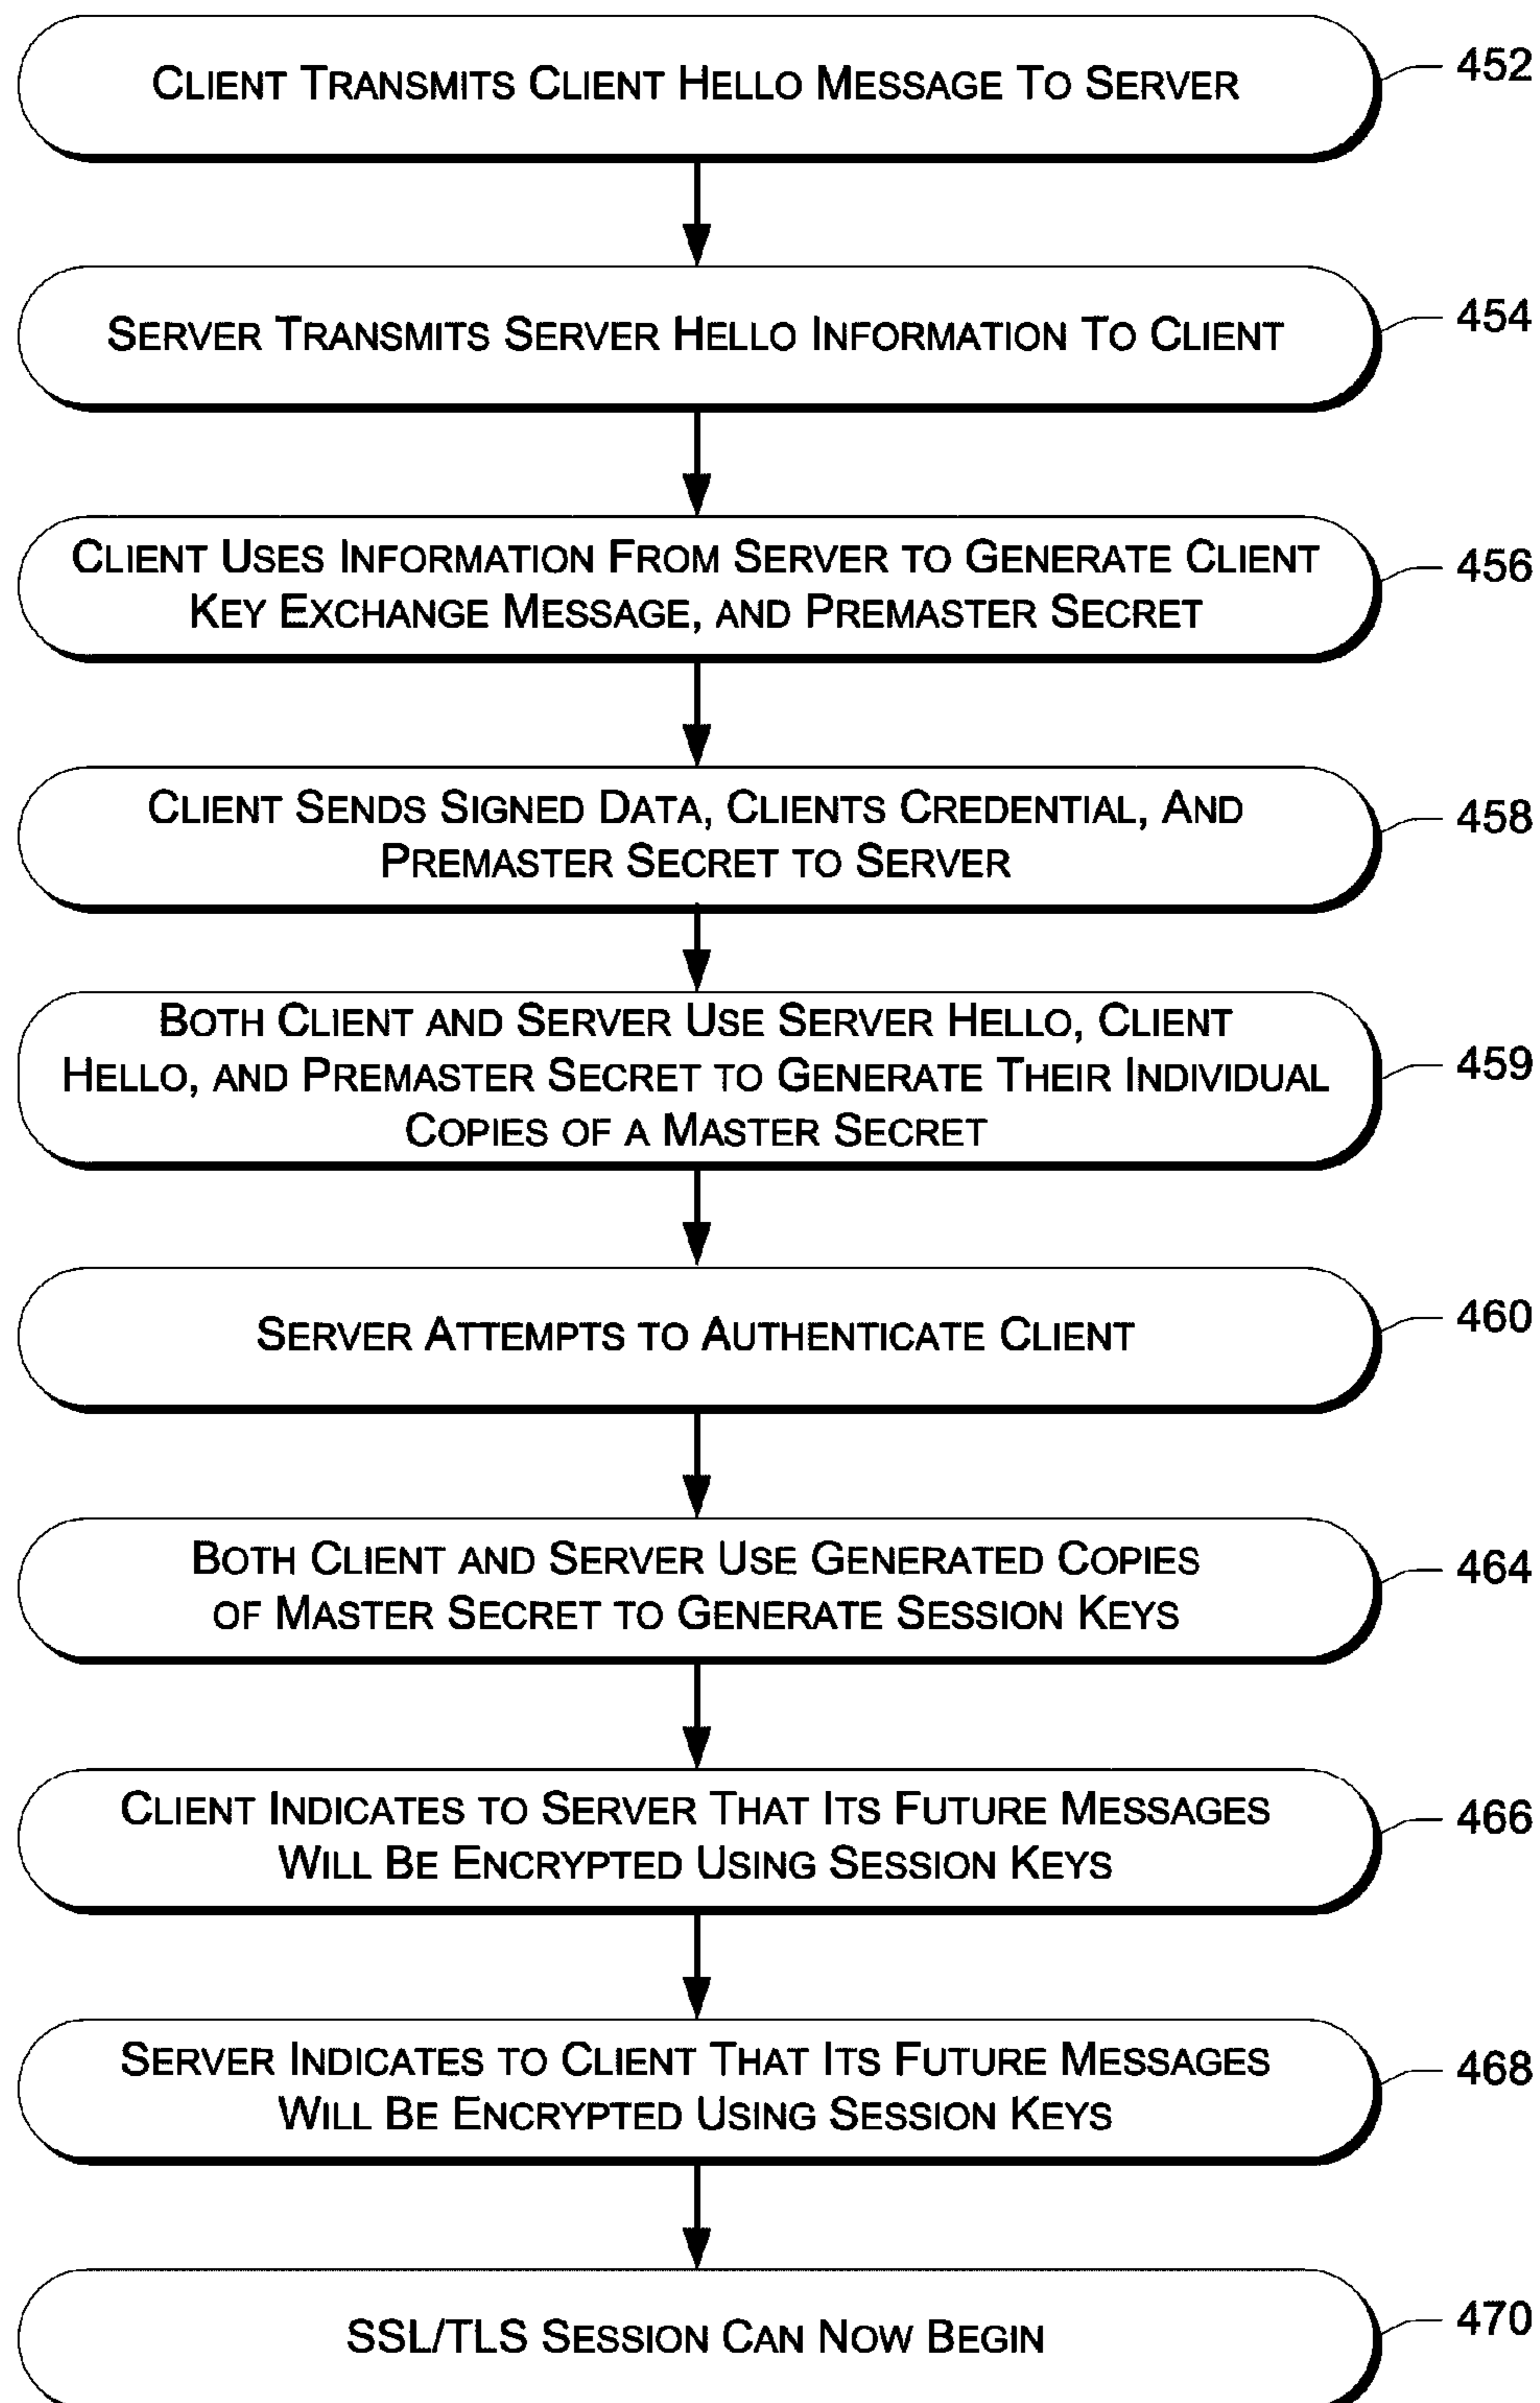 CLIENT TRANSMITS CLIENT HELLO MESSAGE TO SERVER
452
SERVER TRANSMITS SERVER HELLO INFORMATION TO CLIENT
454
CLIENT USES INFORMATION FROM SERVER TO GENERATE CLIENT
KEY EXCHANGE MESSAGE, AND PREMASTER SECRET
456
CLIENT SENDS SIGNED DATA, CLIENTS CREDENTIAL, AND
PREMASTER SECRET TO SERVER
458
BOTH CLIENT AND SERVER USE SERVER HELLO, CLIENT
HELLO, AND PREMASTER SECRET TO GENERATE THEIR INDIVIDUAL
COPIES OF A MASTER SECRET
459
SERVER ATTEMPTS TO AUTHENTICATE CLIENT
460
BOTH CLIENT AND SERVER USE GENERATED COPIES
OF MASTER SECRET TO GENERATE SESSION KEYS
464
CLIENT INDICATES TO SERVER THAT ITS FUTURE MESSAGES
WILL BE ENCRYPTED USING SESSION KEYS
466
SERVER INDICATES TO CLIENT THAT ITS FUTURE MESSAGES
WILL BE ENCRYPTED USING SESSION KEYS
468
SSL/TLS SESSION CAN NOW BEGIN
470